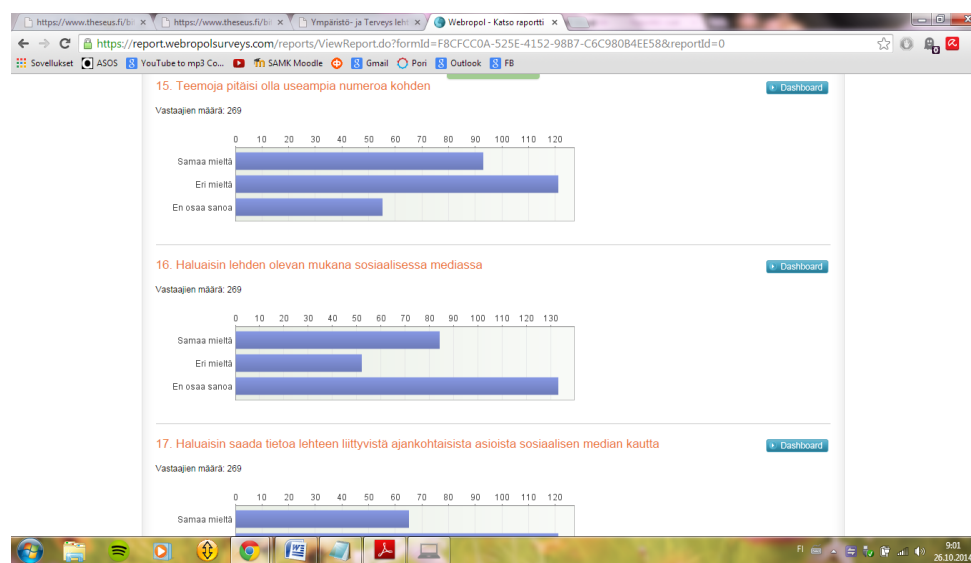 https://www.theseus.fi/bi
https://www.theseus.fi/bi
Ympäristö- ja Terveys leht
Webropol - Katso raportti
https://report.webropolsurveys.com/reports/ViewReport.do?formId=F8CFCC0A-525E-4152-98B7-C6C980B4EE58&reportId=0
Sovellukset ASOS YouTube to mp3 Co... SAMK Moodle Gmail Pori Outlook FB
15. Teemoja pitäisi olla useampia numeroa kohden
Dashboard
Vastaajien määrä: 269
0 10 20 30 40 50 60 70 80 90 100 110 120
Samaa mieltä
Eri mieltä
En osaa sanoa
16. Haluaisin lehden olevan mukana sosiaalisessa mediassa
Dashboard
Vastaajien määrä: 269
0 10 20 30 40 50 60 70 80 90 100 110 120 130
Samaa mieltä
Eri mieltä
En osaa sanoa
17. Haluaisin saada tietoa lehteen liittyvistä ajankohtaisista asioista sosiaalisen median kautta
Dashboard
Vastaajien määrä: 269
0 10 20 30 40 50 60 70 80 90 100 110 120
Samaa mieltä
FI
9:01
26.10.2014